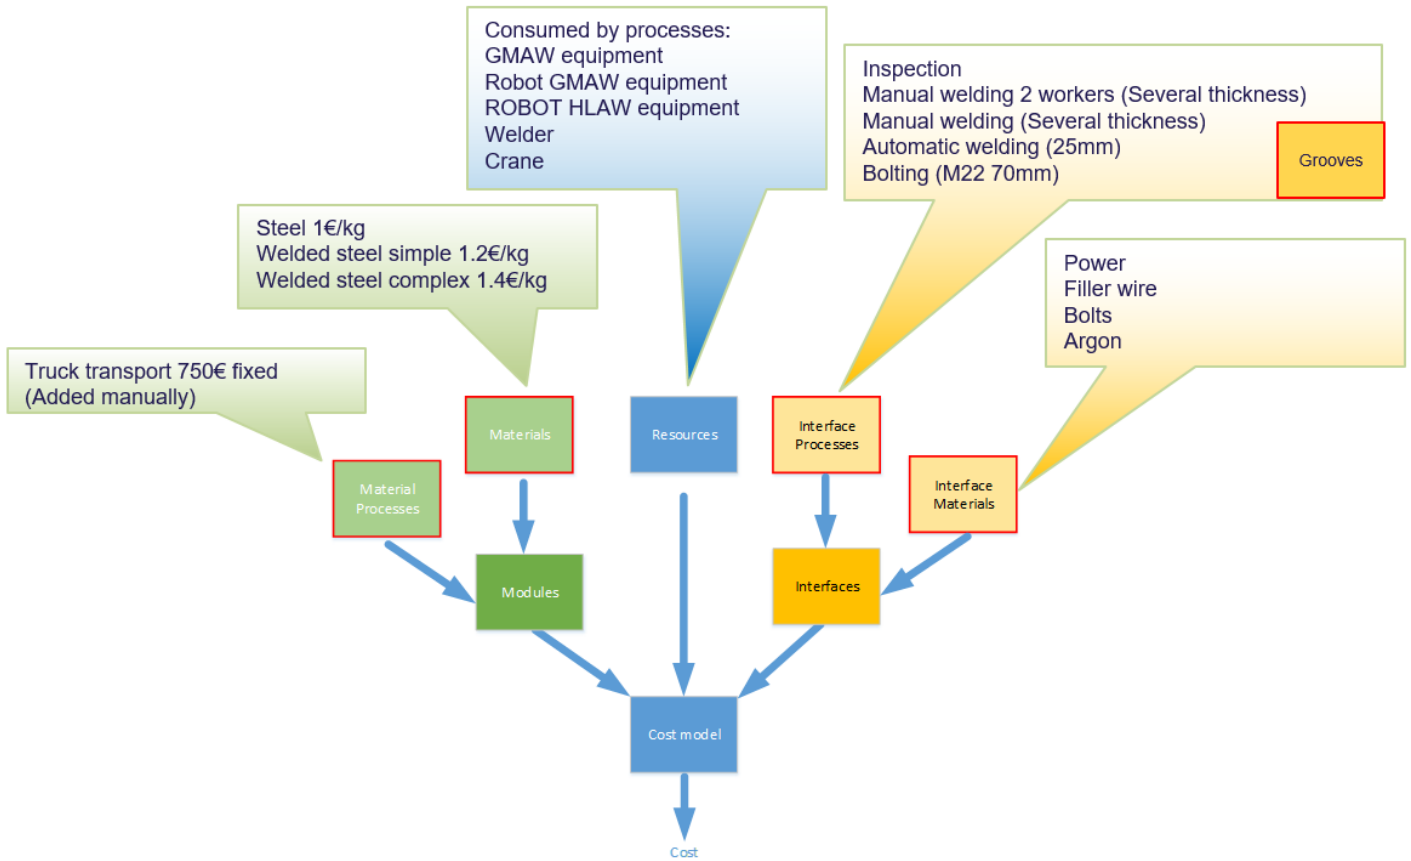 Consumed by processes:
GMAW equipment
Robot GMAW equipment
ROBOT HLAW equipment
Welder
Crane
Inspection
Manual welding 2 workers (Several thickness)
Manual welding (Several thickness)
Automatic welding (25mm)
Bolting (M22 70mm)
Grooves
Steel 1€/kg
Welded steel simple 1.2€/kg
Welded steel complex 1.4€/kg
Power
Filler wire
Bolts
Argon
Truck transport 750€ fixed
(Added manually)
Materials
Resources
Interface
Processes
Material
Processes
Interface
Materials
Modules
Interfaces
Cost model
Cost